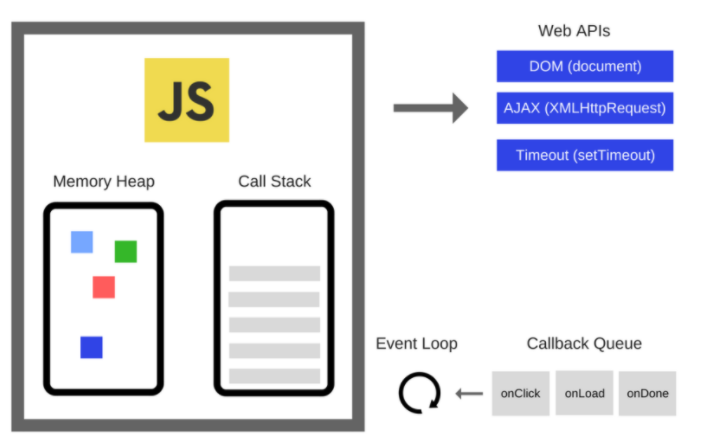 JS
Memory Heap
Call Stack
Web APIs
DOM (document)
AJAX (XMLHttpRequest)
Timeout (setTimeout)
Event Loop
Callback Queue
onClick
onLoad
onDone